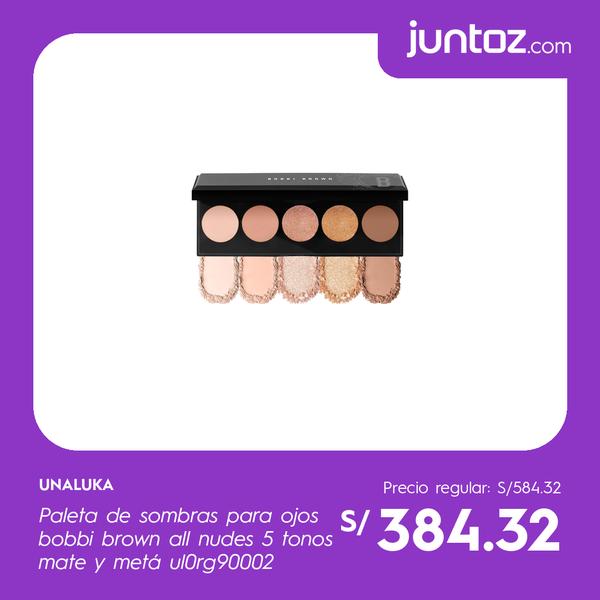 juntoz.com
BOBBI BROWN
B
UNALUKA
Precio regular: S/584.32
Paleta de sombras para ojos
bobbi brown all nudes 5 tonos
mate y metá ul0rg90002
S/ 384.32